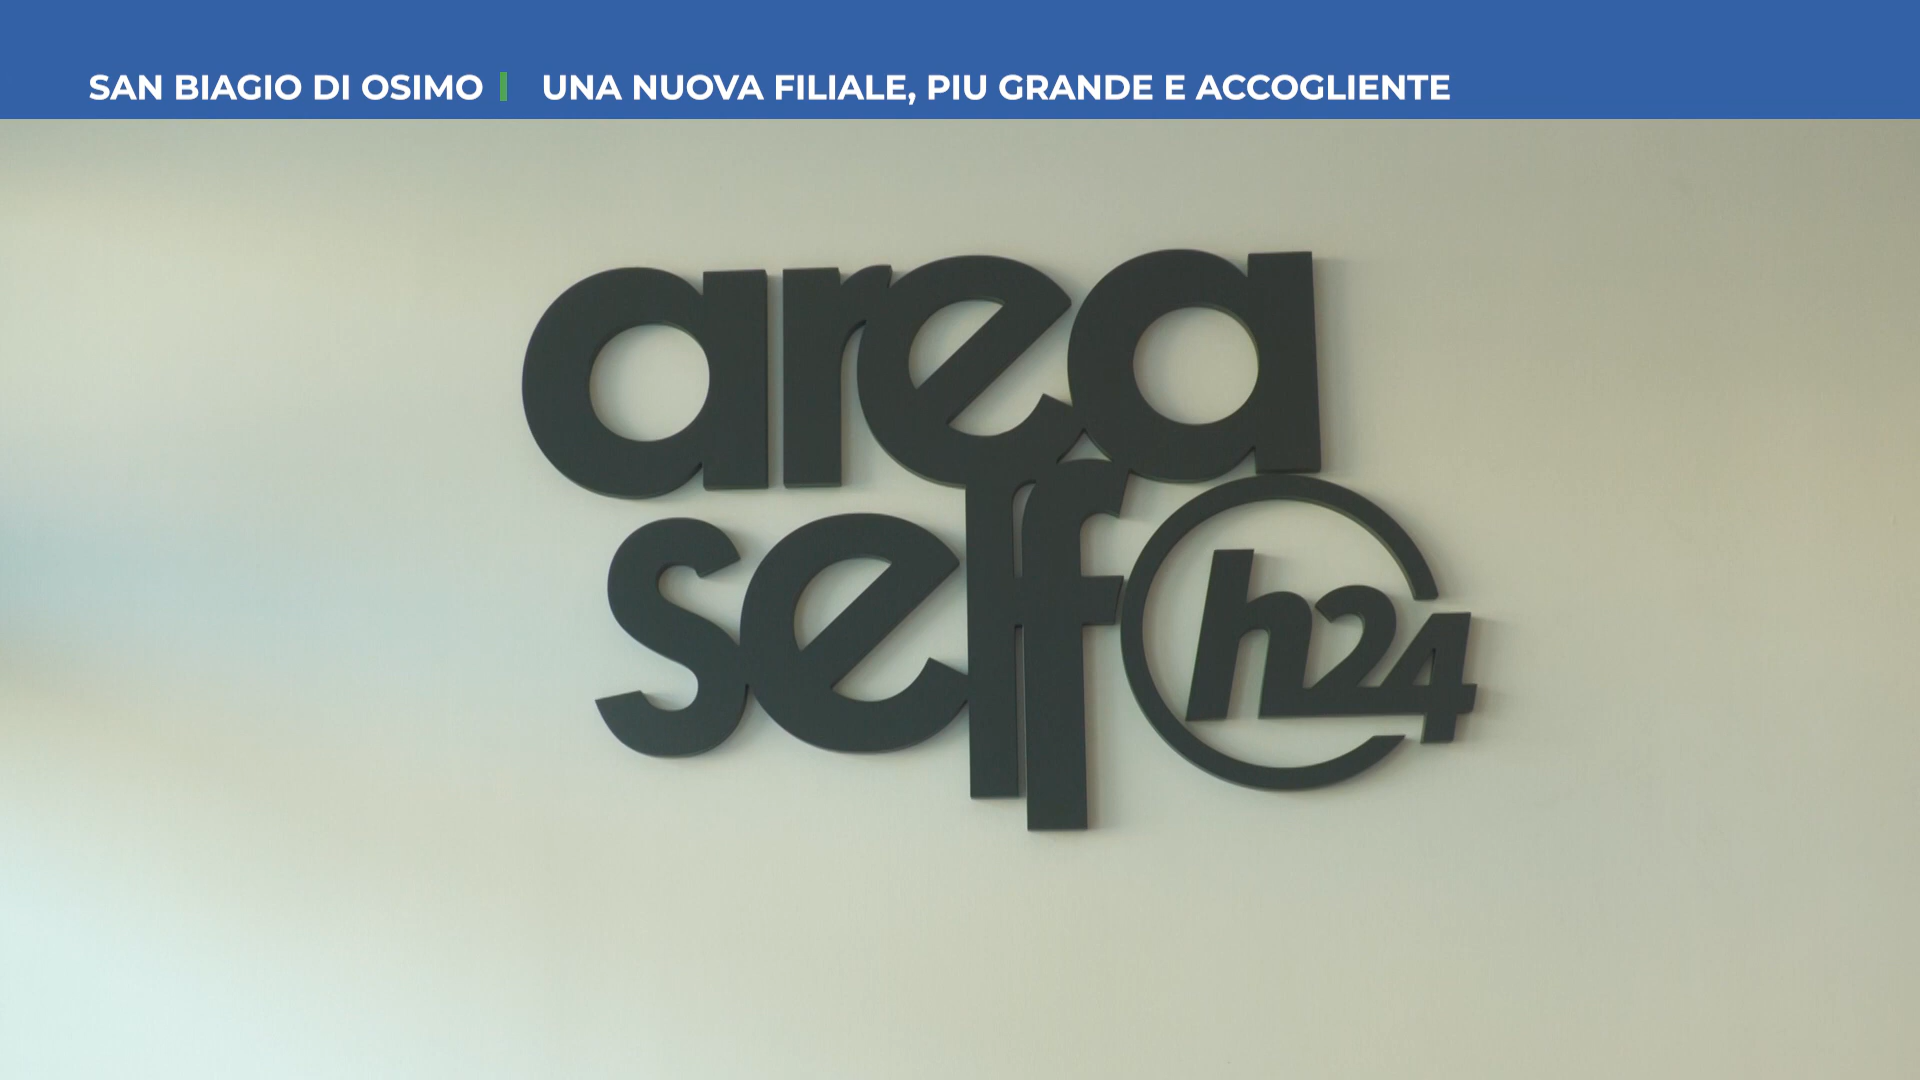 SAN BIAGIO DI OSIMO | UNA NUOVA FILIALE, PIU GRANDE E ACCOGLIENTE
area
self h24